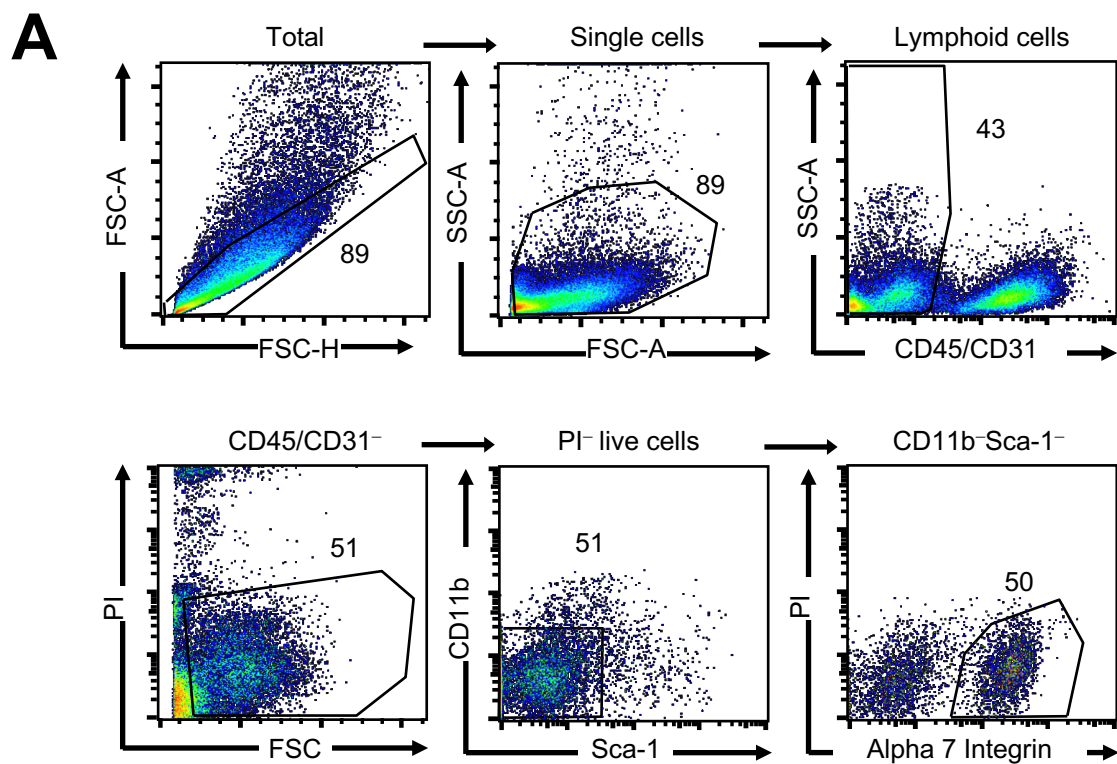 A
Total
Single cells
Lymphoid cells
FSC-A
89
FSC-H
SSC-A
89
FSC-A
SSC-A
43
CD45/CD31
CD45/CD31⁻
PI⁻ live cells
CD11b⁻Sca-1⁻
PI
51
FSC
CD11b
51
Sca-1
PI
50
Alpha 7 Integrin